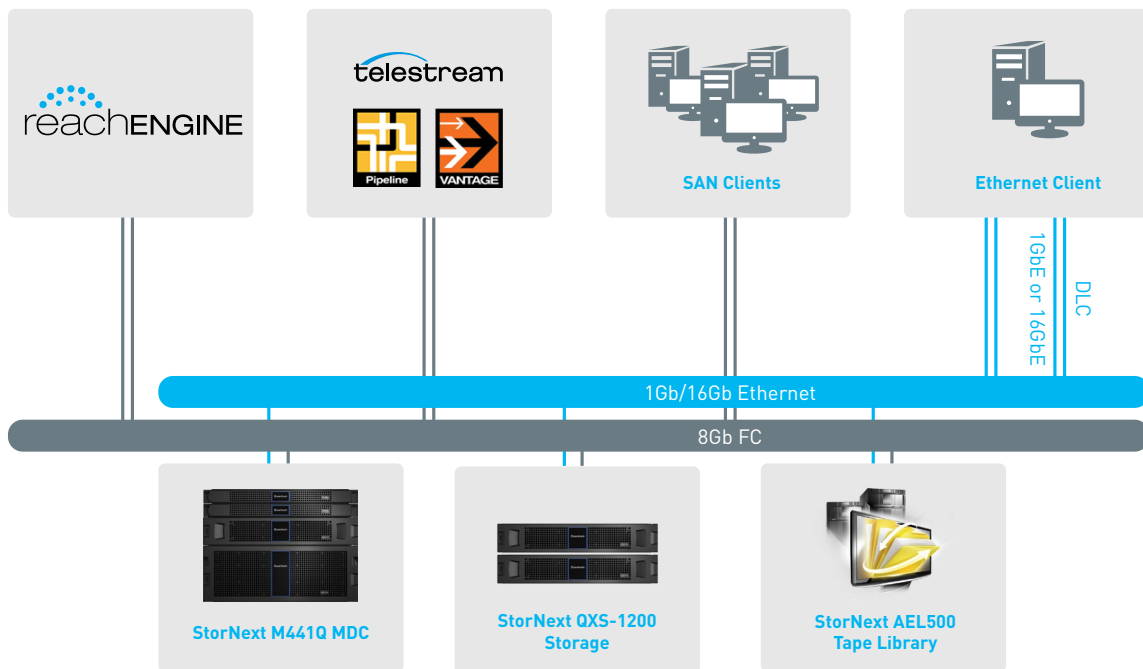 reachENGINE
telestream
Pipeline
VANTAGE
SAN Clients
Ethernet Client
1GbE or 16GbE
DLC
1Gb/16Gb Ethernet
8Gb FC
StorNext M441Q MDC
StorNext QXS-1200
Storage
StorNext AEL500
Tape Library